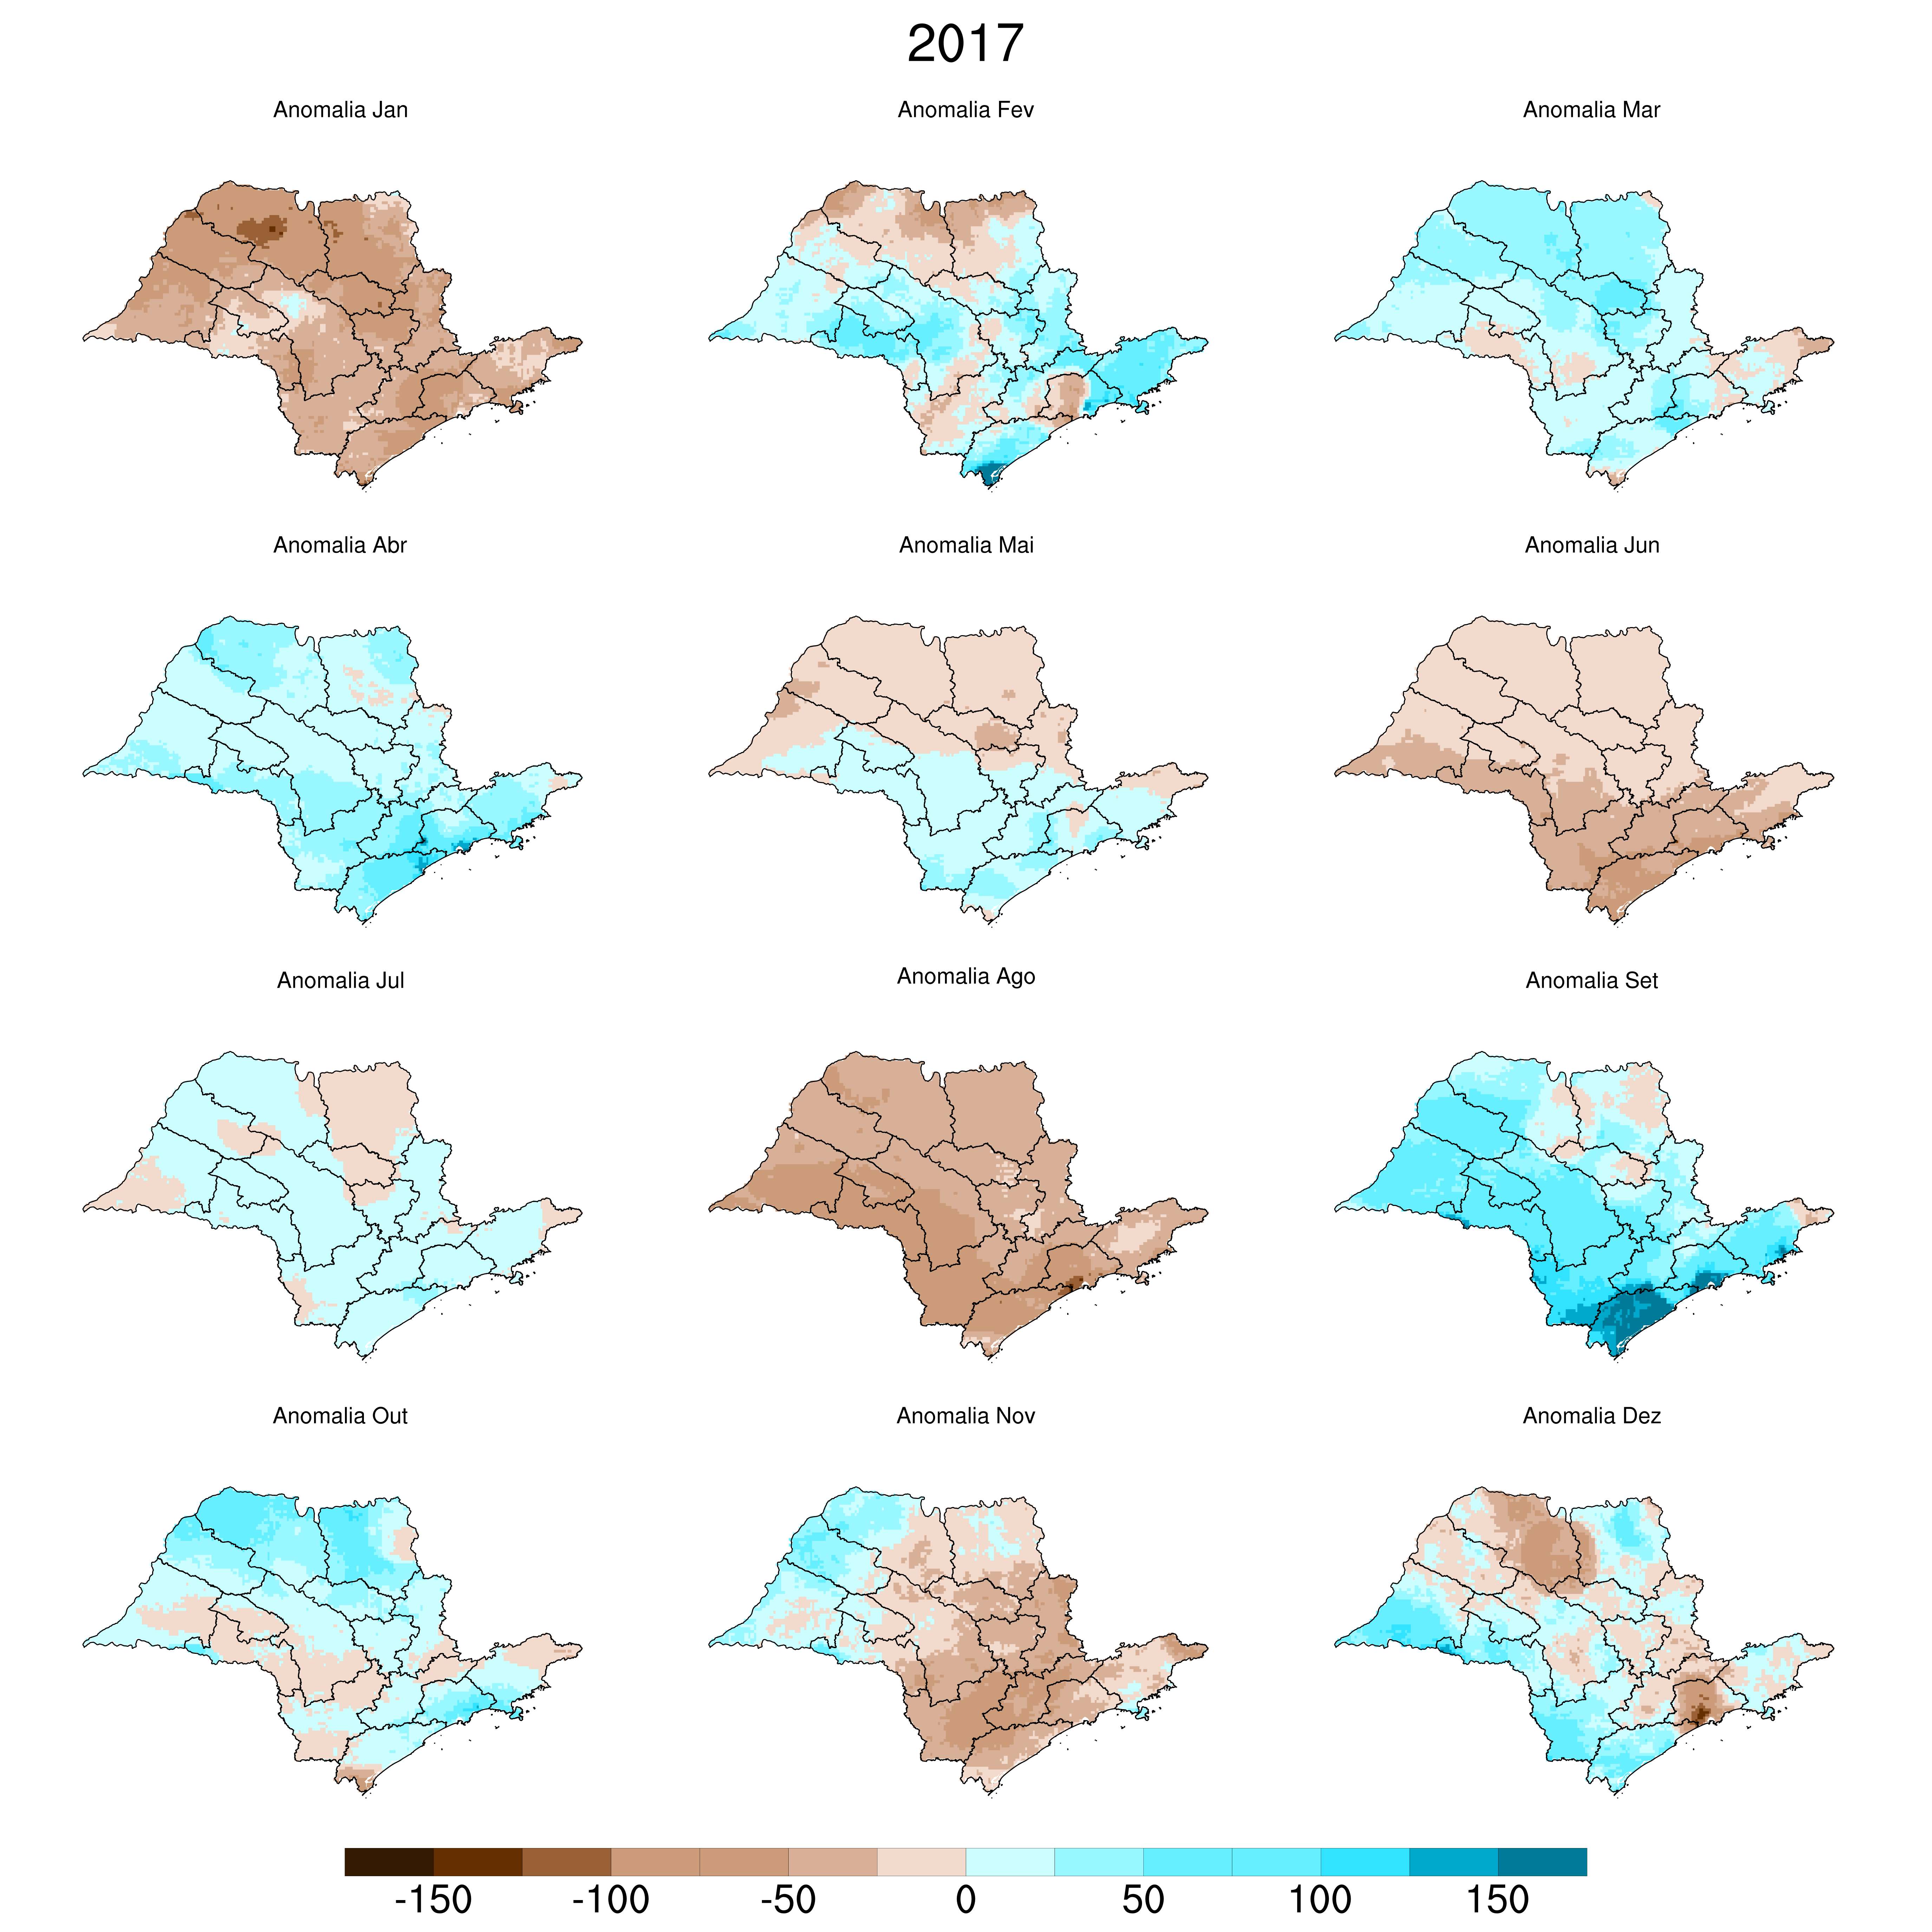 2017
Anomalia Jan
Anomalia Fev
Anomalia Mar
Anomalia Abr
Anomalia Mai
Anomalia Jun
Anomalia Jul
Anomalia Ago
Anomalia Set
Anomalia Out
Anomalia Nov
Anomalia Dez
-150 -100 -50 0 50 100 150